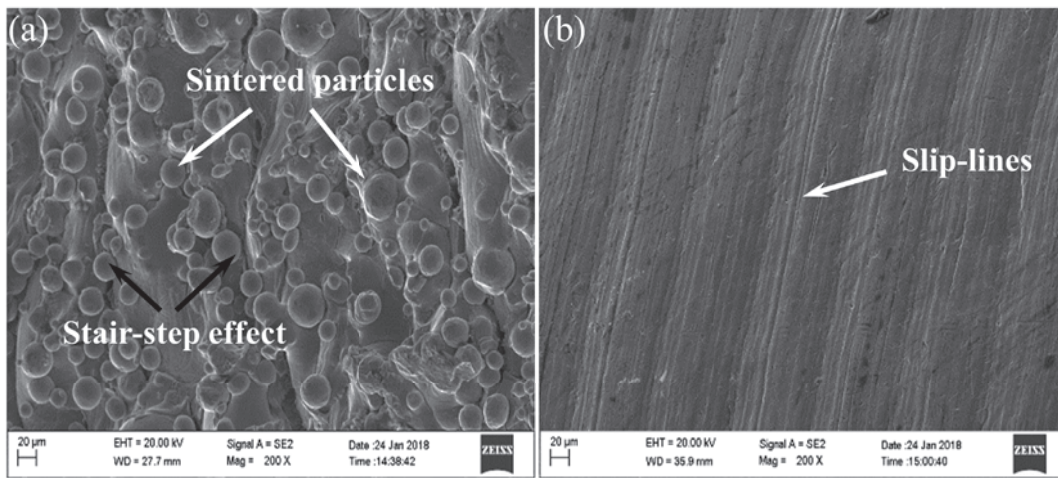 (a)
Sintered particles
Stair-step effect
20 µm
EHT = 20.00 kV
WD = 27.7 mm
Signal A = SE2
Mag = 200 X
Date :24 Jan 2018
Time :14:38:42
ZEISS
(b)
Slip-lines
20 µm
EHT = 20.00 kV
WD = 35.9 mm
Signal A = SE2
Mag = 200 X
Date :24 Jan 2018
Time :15:00:40
ZEISS